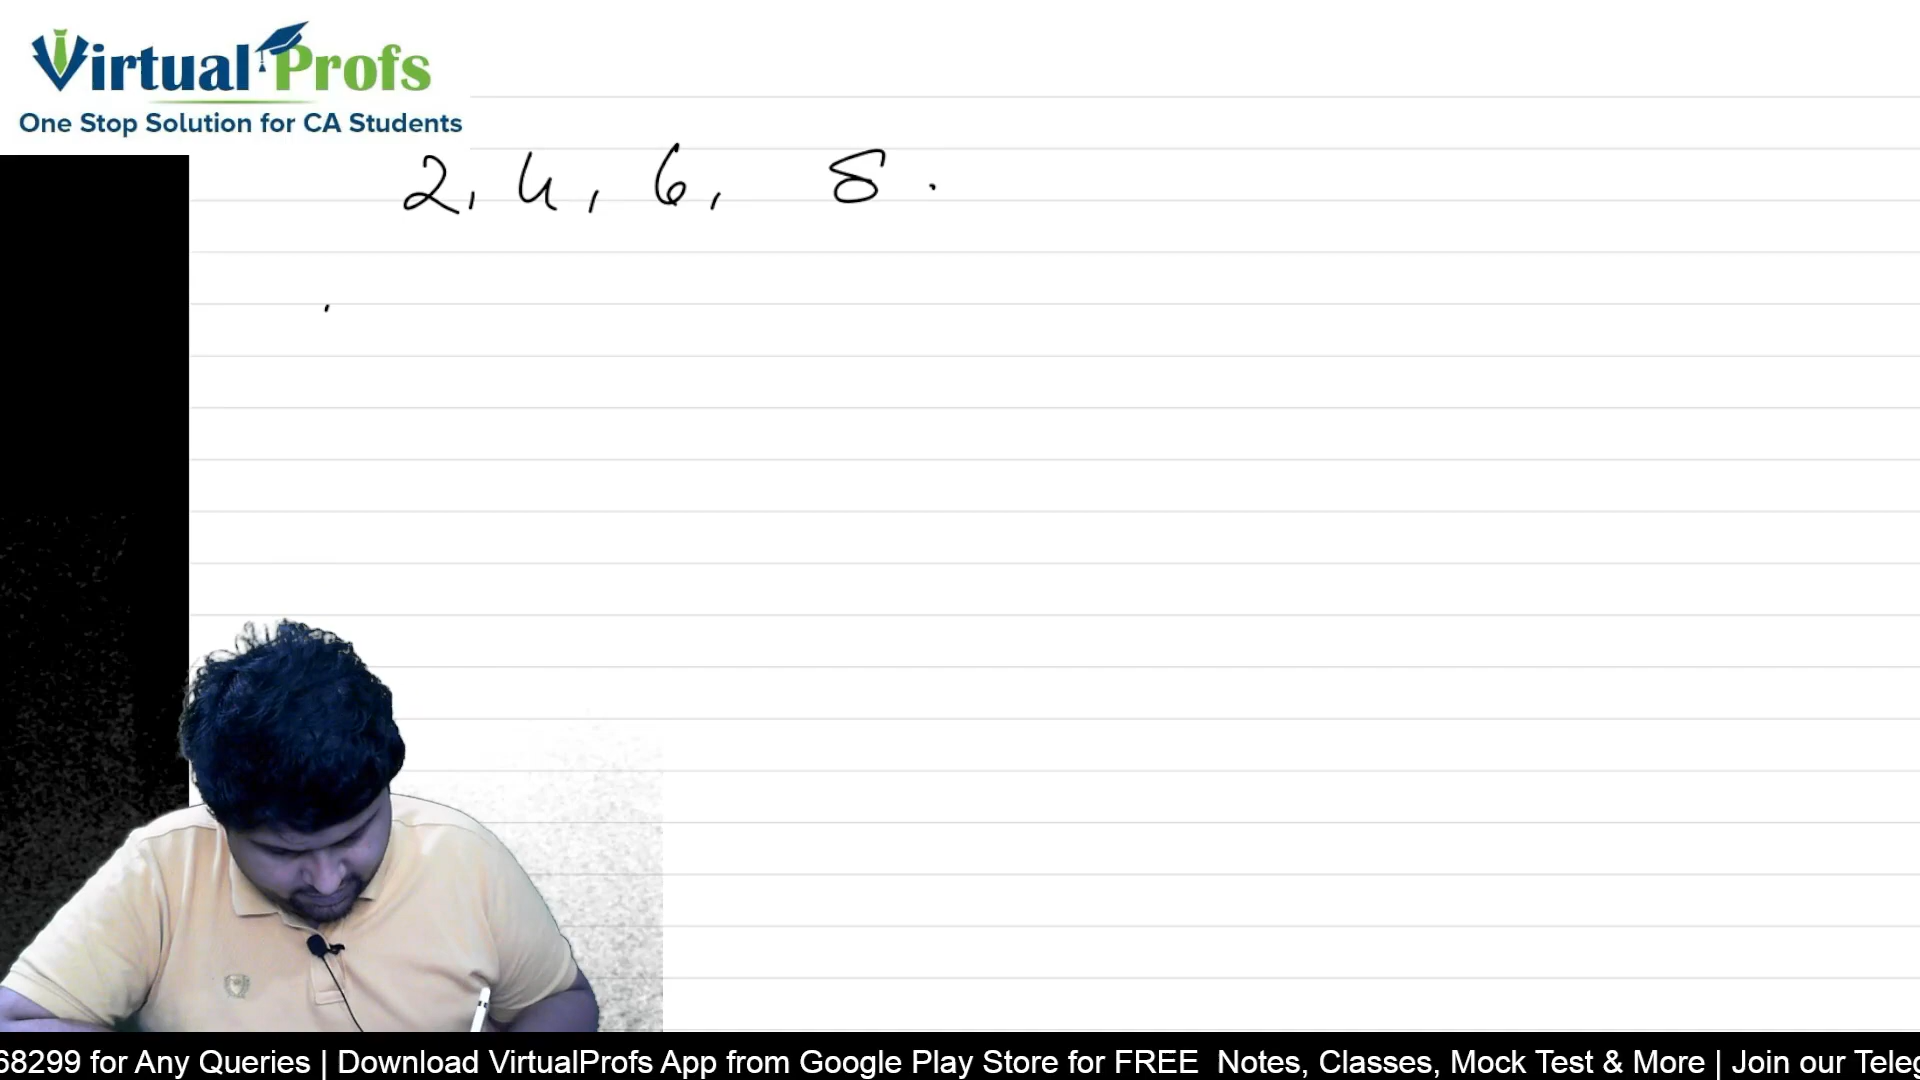 Virtual Profs
One Stop Solution for CA Students
2, 4, 6, 8.
68299 for Any Queries | Download VirtualProfs App from Google Play Store for FREE  Notes, Classes, Mock Test & More | Join our Teleg